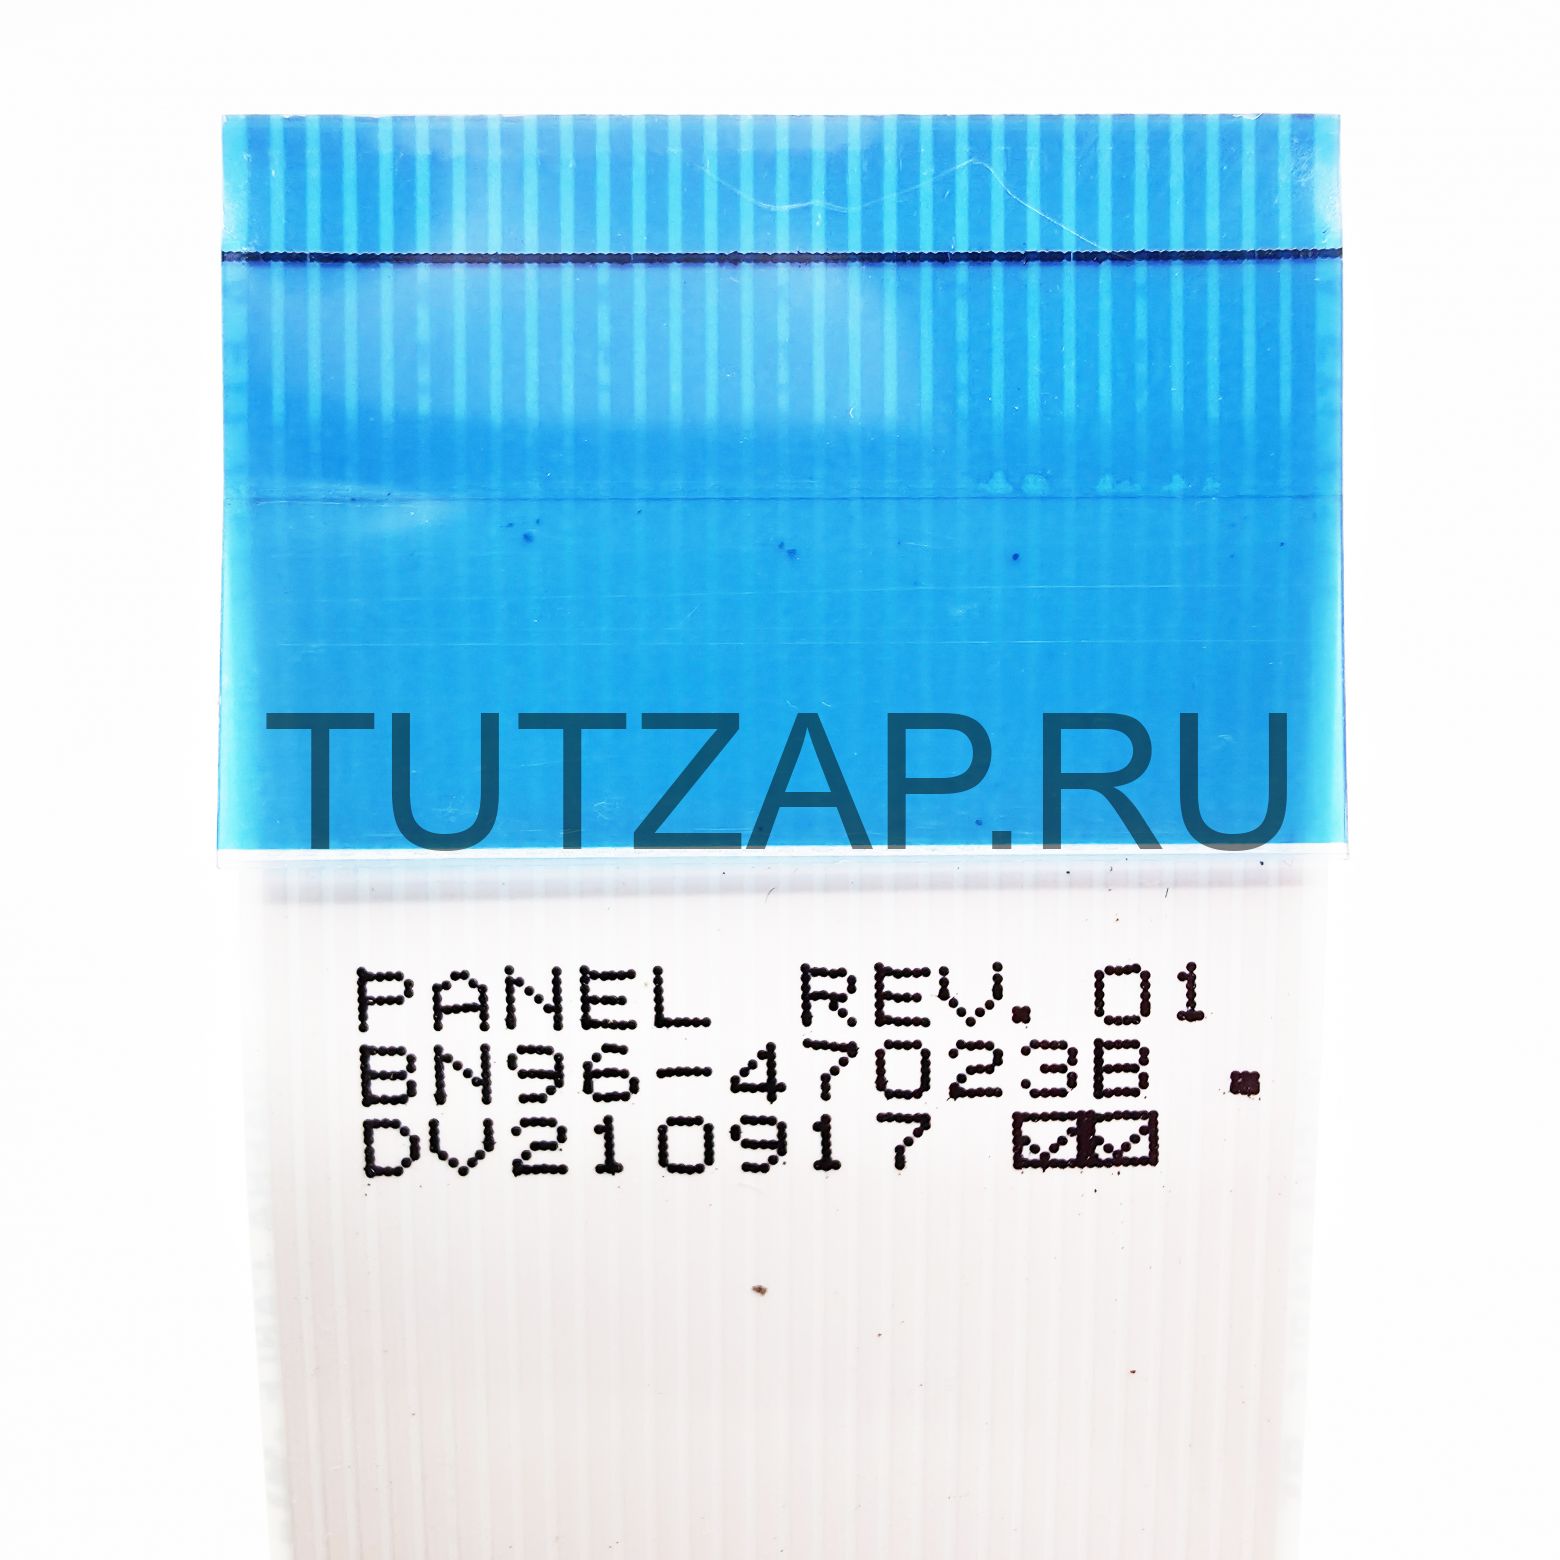 TUTZAP.RU
PANEL REV.01
BN96-47023B .
DV210917